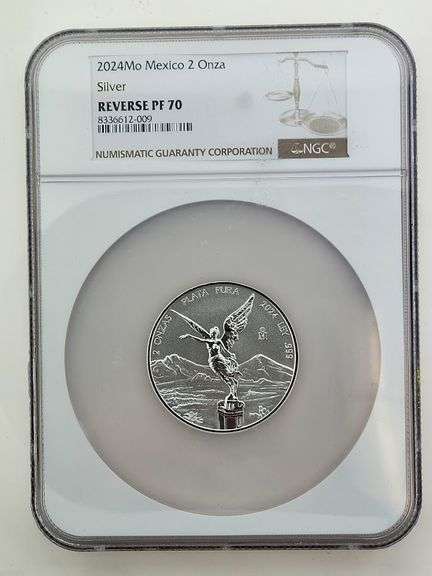 2024Mo Mexico 2 Onza
Silver
REVERSE PF 70
8336612-009
NUMISMATIC GUARANTY CORPORATION NGC®
2 ONZAS PLATA PURA 2024 LEY .999